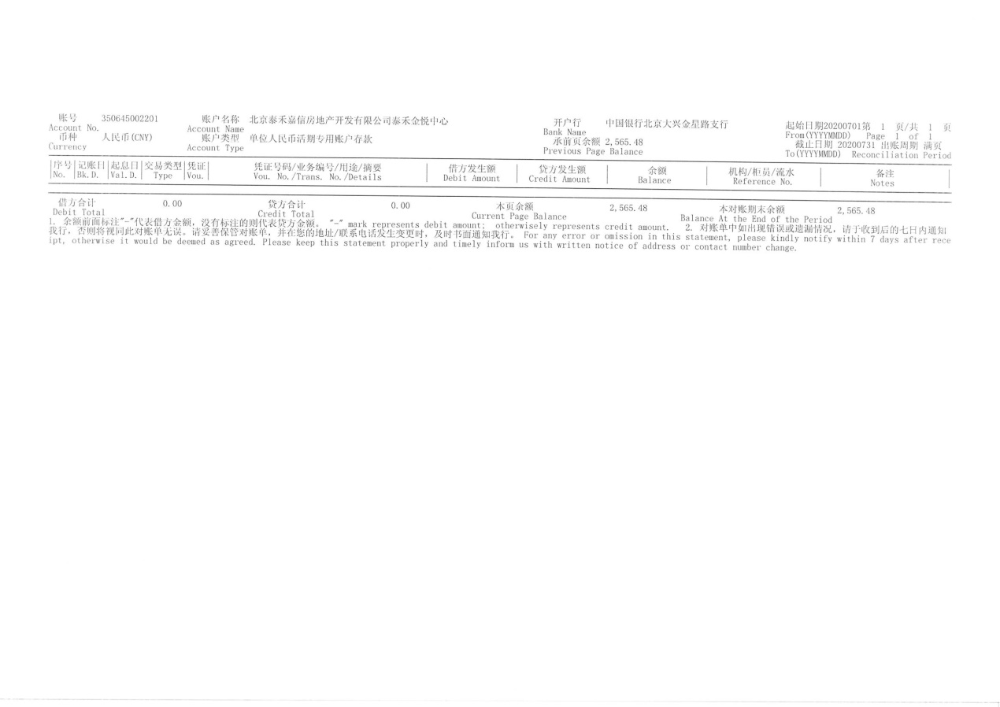 账号 350645002201 账户名称 北京泰禾嘉信房地产开发有限公司泰禾金悦中心 开户行 中国银行北京大兴金星路支行 起始日期20200701第 1 页/共 1 页
Account No. Account Name Bank Name From(YYYYMMDD) Page 1 of 1
币种 人民币(CNY) 账户类型 单位人民币活期专用账户存款 承前页余额 2,565.48 截止日期 20200731 出账周期 满页
Currency Account Type Previous Page Balance To(YYYYMMDD) Reconciliation Period
序号 记账日 起息日 交易类型 凭证 凭证号码/业务编号/用途/摘要 借方发生额 贷方发生额 余额 机构/柜员/流水 备注
No. Bk.D. Val.D. Type Vou. Vou. No./Trans. No./Details Debit Amount Credit Amount Balance Reference No. Notes
借方合计 0.00 贷方合计 0.00 本页余额 2,565.48 本对账期末余额 2,565.48
Debit Total Credit Total Current Page Balance Balance At the End of the Period
1. 余额前面标注"-"代表借方金额，没有标注的则代表贷方金额。 "-" mark represents debit amount; otherwisely represents credit amount. 2. 对账单中如出现错误或遗漏情况，请于收到后的七日内通知
我行，否则将视同此对账单无误。请妥善保管对账单，并在您的地址/联系电话发生变更时，及时书面通知我行。 For any error or omission in this statement, please kindly notify within 7 days after rece
ipt, otherwise it would be deemed as agreed. Please keep this statement properly and timely inform us with written notice of address or contact number change.